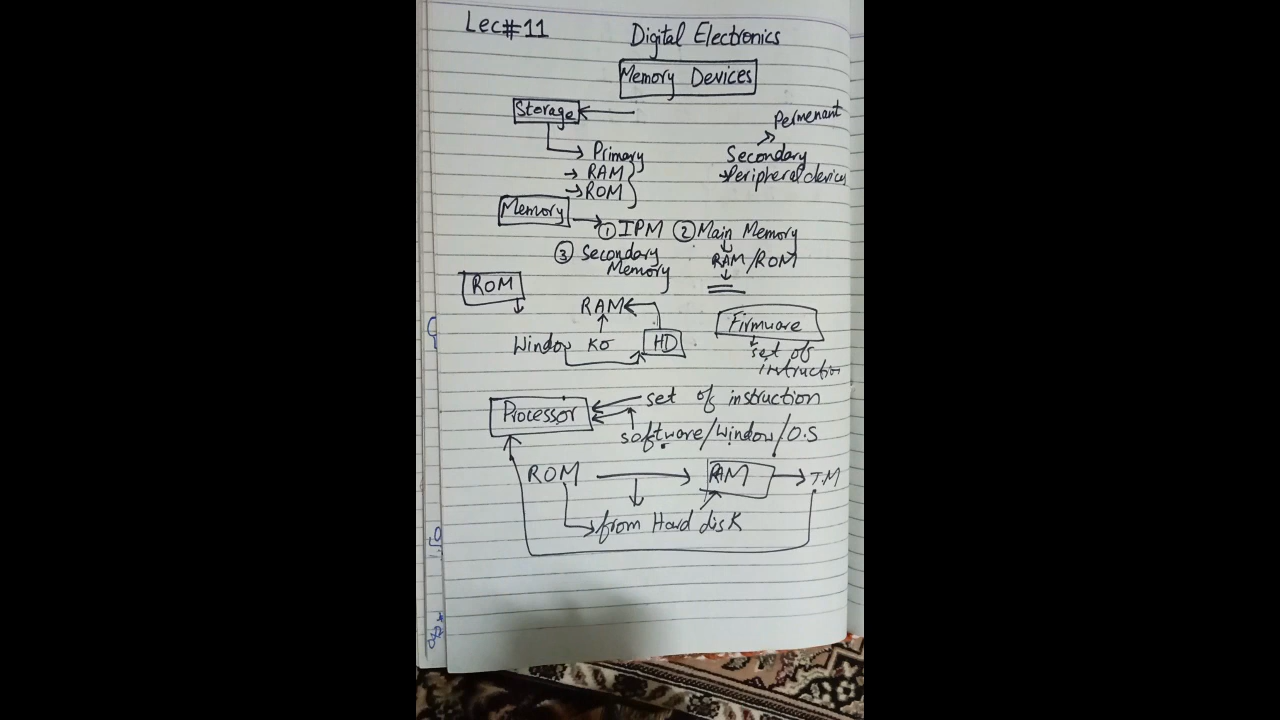 Lec#11
Digital Electronics
Memory Devices
Storage
Permenant
Primary
Secondary
→ RAM
→ Peripheral devices
→ ROM
Memory
① IPM ② Main Memory
③ Secondary
Memory
RAM/ROM
ROM
RAM
Firmware
Window Ko
HD
set of
instruction
set of instruction
Processor
software/Window/O.S
ROM
RAM
T.M
from Hard disk